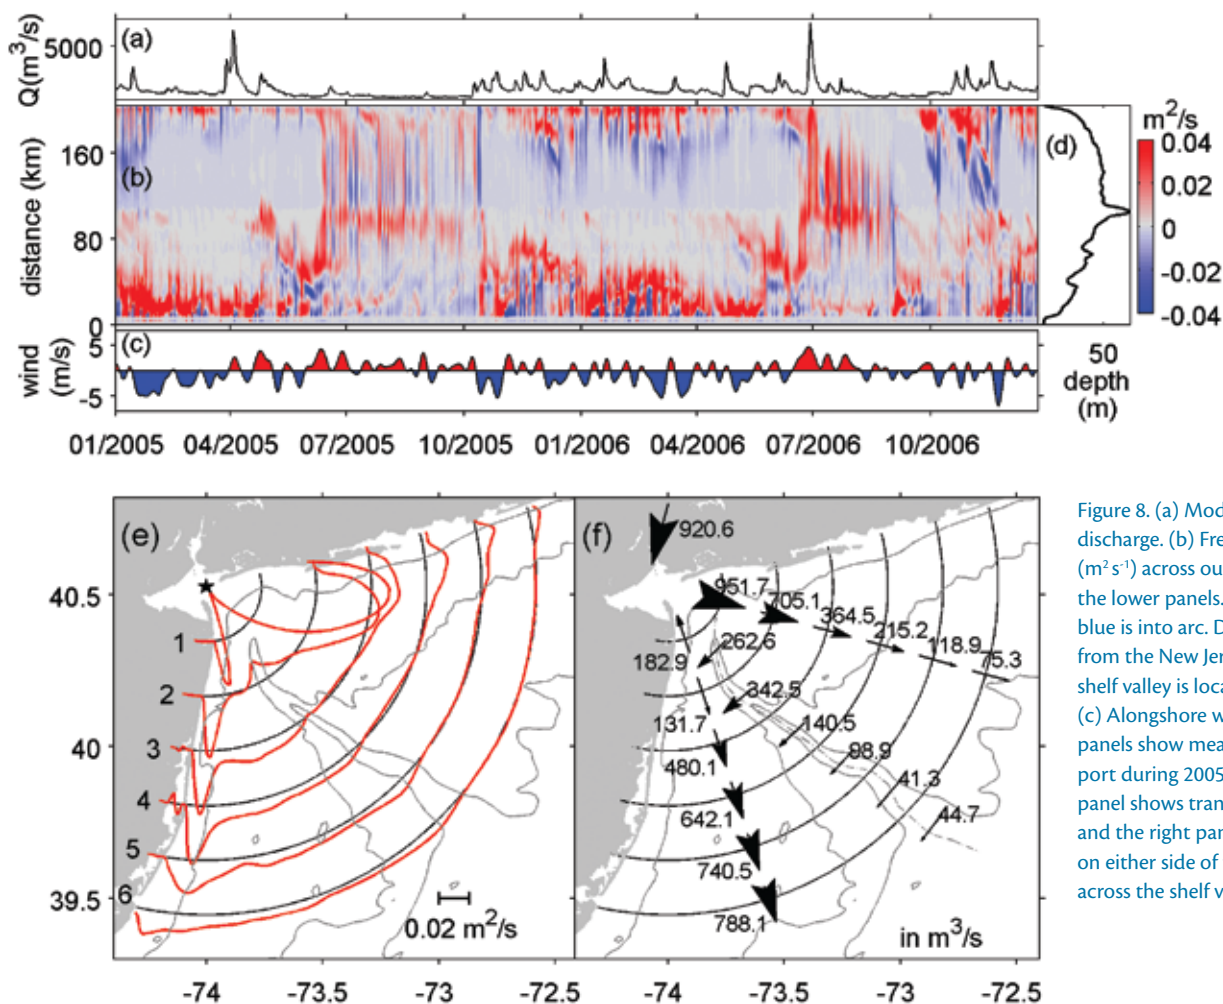 (a)
Q(m³/s)
5000
(b)
distance (km)
160
80
0
(d)
m²/s
0.04
0.02
0
-0.02
-0.04
(c)
wind
(m/s)
5
-5
50
depth
(m)
01/2005 04/2005 07/2005 10/2005 01/2006 04/2006 07/2006 10/2006
(e)
40.5
40
39.5
1
2
3
4
5
6
0.02 m²/s
-74 -73.5 -73 -72.5
(f)
920.6
951.7
705.1
364.5
215.2
118.9
75.3
262.6
182.9
342.5
131.7
140.5
480.1
98.9
642.1
41.3
740.5
44.7
788.1
in m³/s
-74 -73.5 -73 -72.5
Figure 8. (a) Mod
discharge. (b) Fre
(m² s⁻¹) across ou
the lower panels.
blue is into arc. D
from the New Jer
shelf valley is loca
(c) Alongshore w
panels show mea
port during 2005
panel shows tran
and the right pan
on either side of
across the shelf v